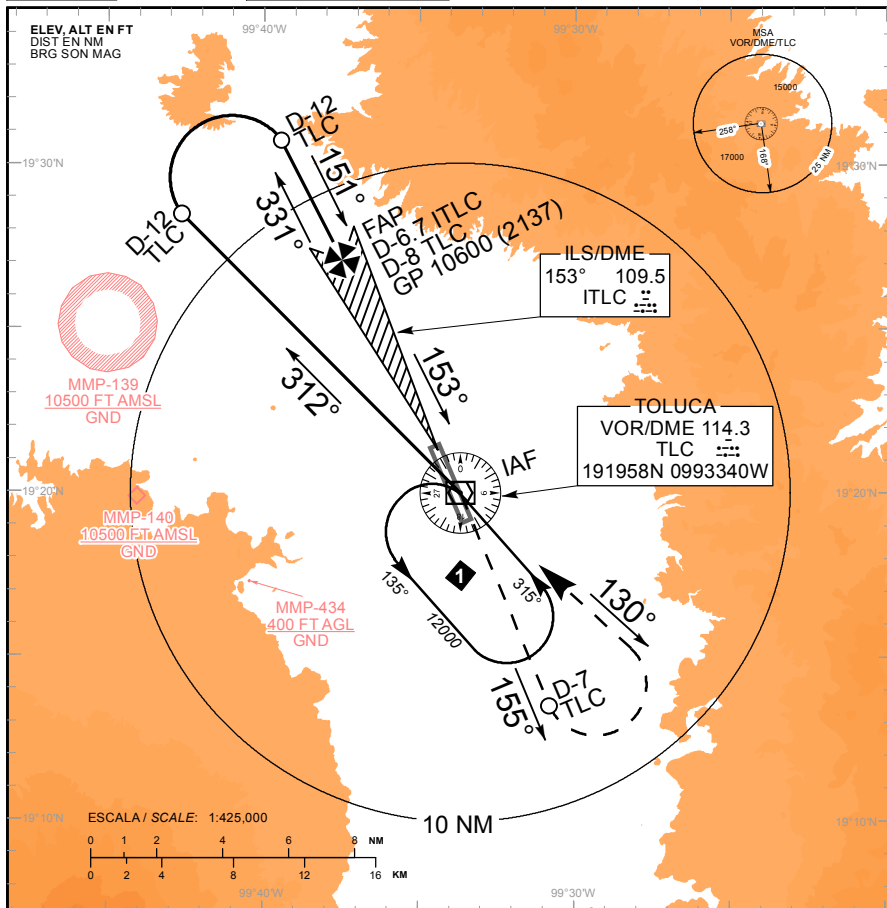 99°40'W
99°30'W
ELEV, ALT EN FT
DIST EN NM
BRG SON MAG
MSA
VOR/DME/TLC
15000
258°
17000
168°
25 NM
19°30'N
19°30'N
D-12
TLC
D-12
TLC
151°
331°
FAP
D-6.7 ITLC
D-8 TLC
GP 10600 (2137)
ILS/DME
153° 109.5
ITLC
MMP-139
10500 FT AMSL
GND
312°
153°
TOLUCA
VOR/DME 114.3
TLC
191958N 0993340W
IAF
0
9
18
27
19°20'N
19°20'N
MMP-140
10500 FT AMSL
GND
1
135°
315°
12000
130°
MMP-434
400 FT AGL
GND
155°
D-7
TLC
19°10'N
19°10'N
10 NM
ESCALA / SCALE: 1:425,000
0 1 2 4 6 8 NM
0 2 4 8 12 16 KM
99°40'W
99°30'W